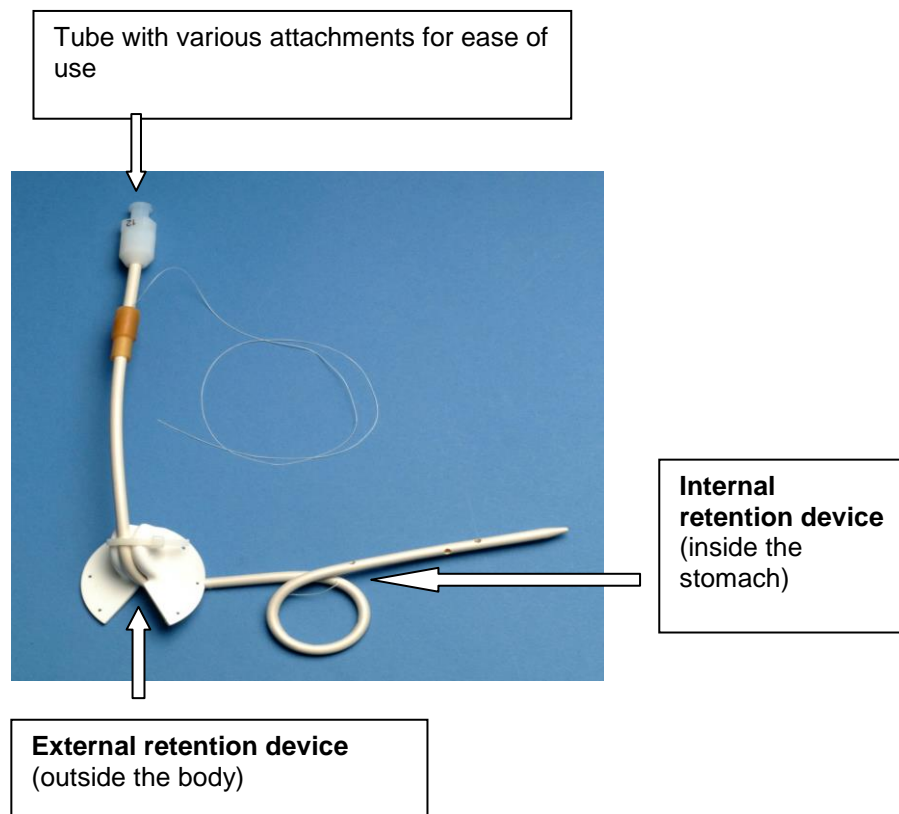 Tube with various attachments for ease of
use
12
Internal
retention device
(inside the
stomach)
External retention device
(outside the body)